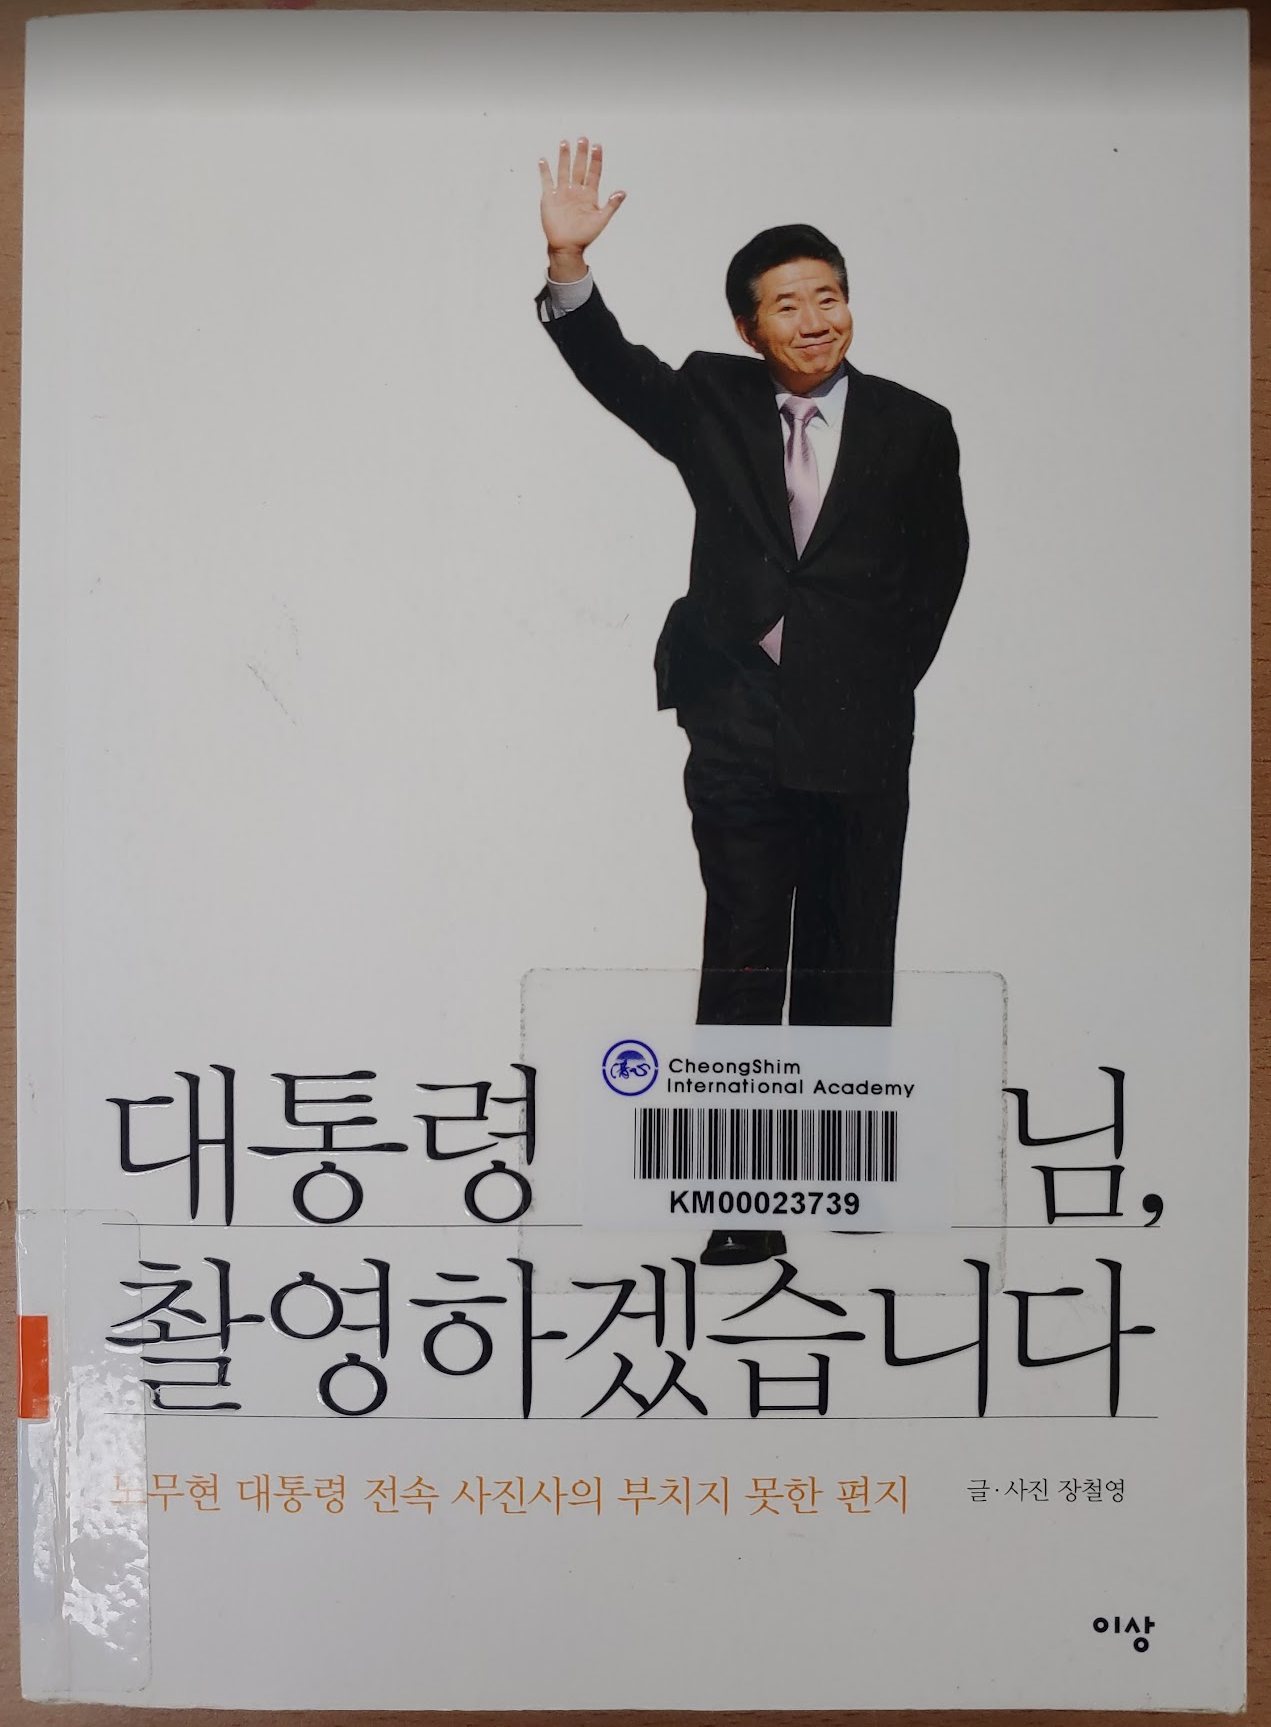 CheongShim
International Academy
KM00023739
대통령 님,
촬영하겠습니다
노무현 대통령 전속 사진사의 부치지 못한 편지
글·사진 장철영
이상